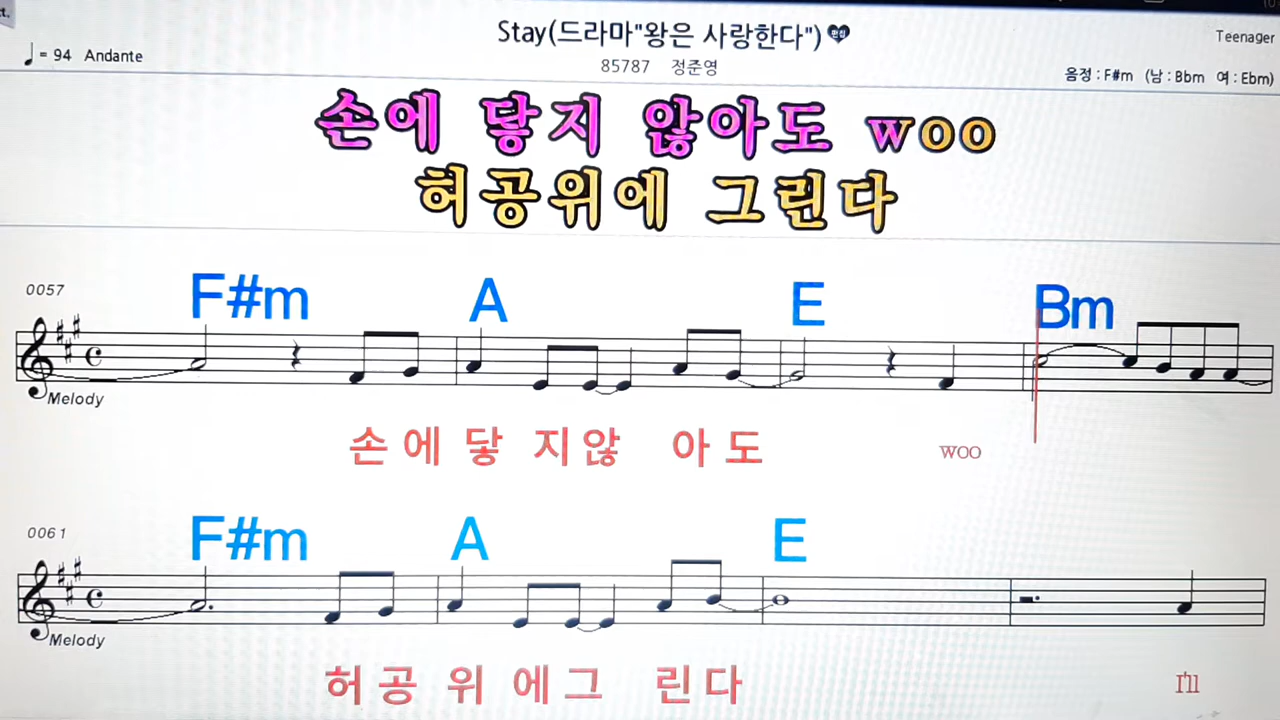 Stay(드라마"왕은 사랑한다")
♩ = 94 Andante
Teenager
85787 정준영
음정 : F#m (남 : Bbm 여 : Ebm)
손에 닿지 않아도 woo
허공위에 그린다
0057
F#m A E Bm
Melody
손 에 닿 지않 아 도 woo
0061
F#m A E
Melody
허 공 위 에그 린 다 I'll